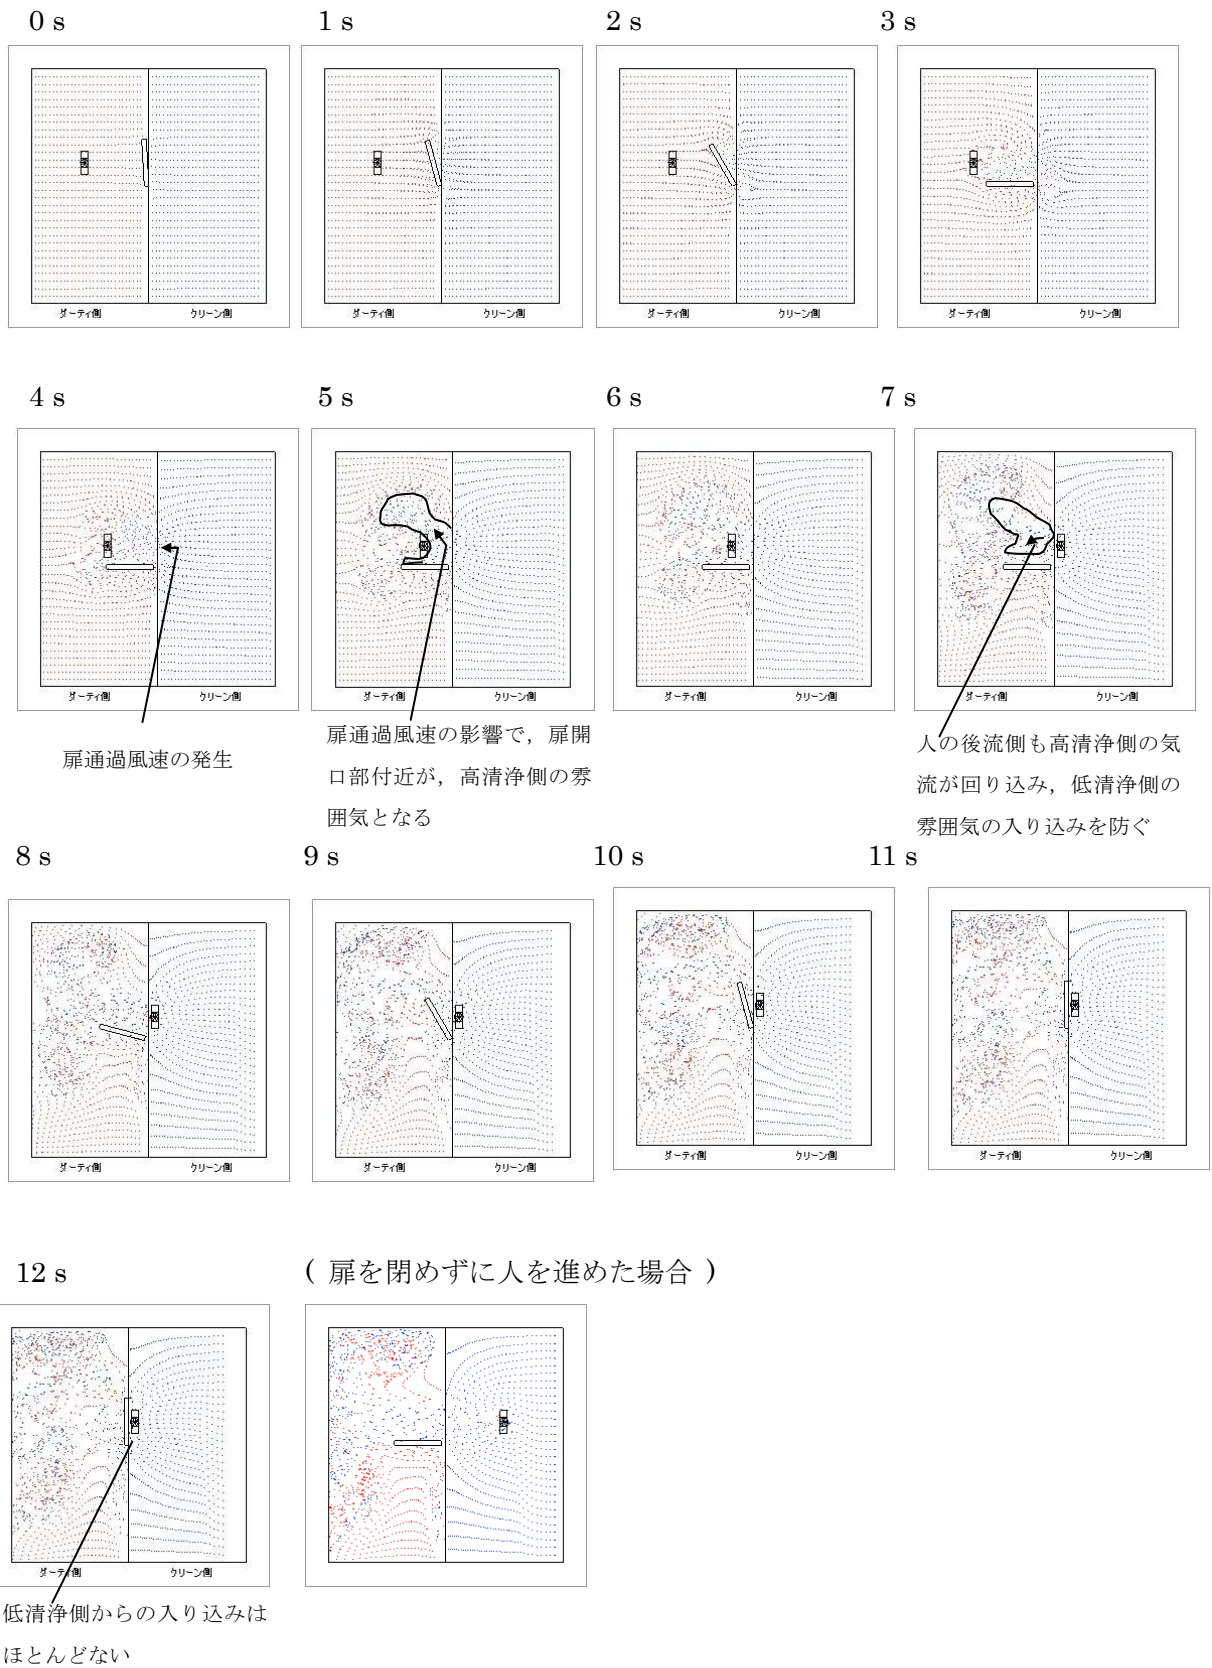 0 s
1 s
2 s
3 s
ダーティ側 クリーン側
ダーティ側 クリーン側
ダーティ側 クリーン側
ダーティ側 クリーン側
4 s
5 s
6 s
7 s
ダーティ側 クリーン側
ダーティ側 クリーン側
ダーティ側 クリーン側
ダーティ側 クリーン側
扉通過風速の発生
扉通過風速の影響で，扉開
口部付近が，高清浄側の雰
囲気となる
人の後流側も高清浄側の気
流が回り込み，低清浄側の
雰囲気の入り込みを防ぐ
8 s
9 s
10 s
11 s
ダーティ側 クリーン側
ダーティ側 クリーン側
ダーティ側 クリーン側
ダーティ側 クリーン側
12 s
( 扉を閉めずに人を進めた場合 )
ダーティ側 クリーン側
低清浄側からの入り込みは
ほとんどない